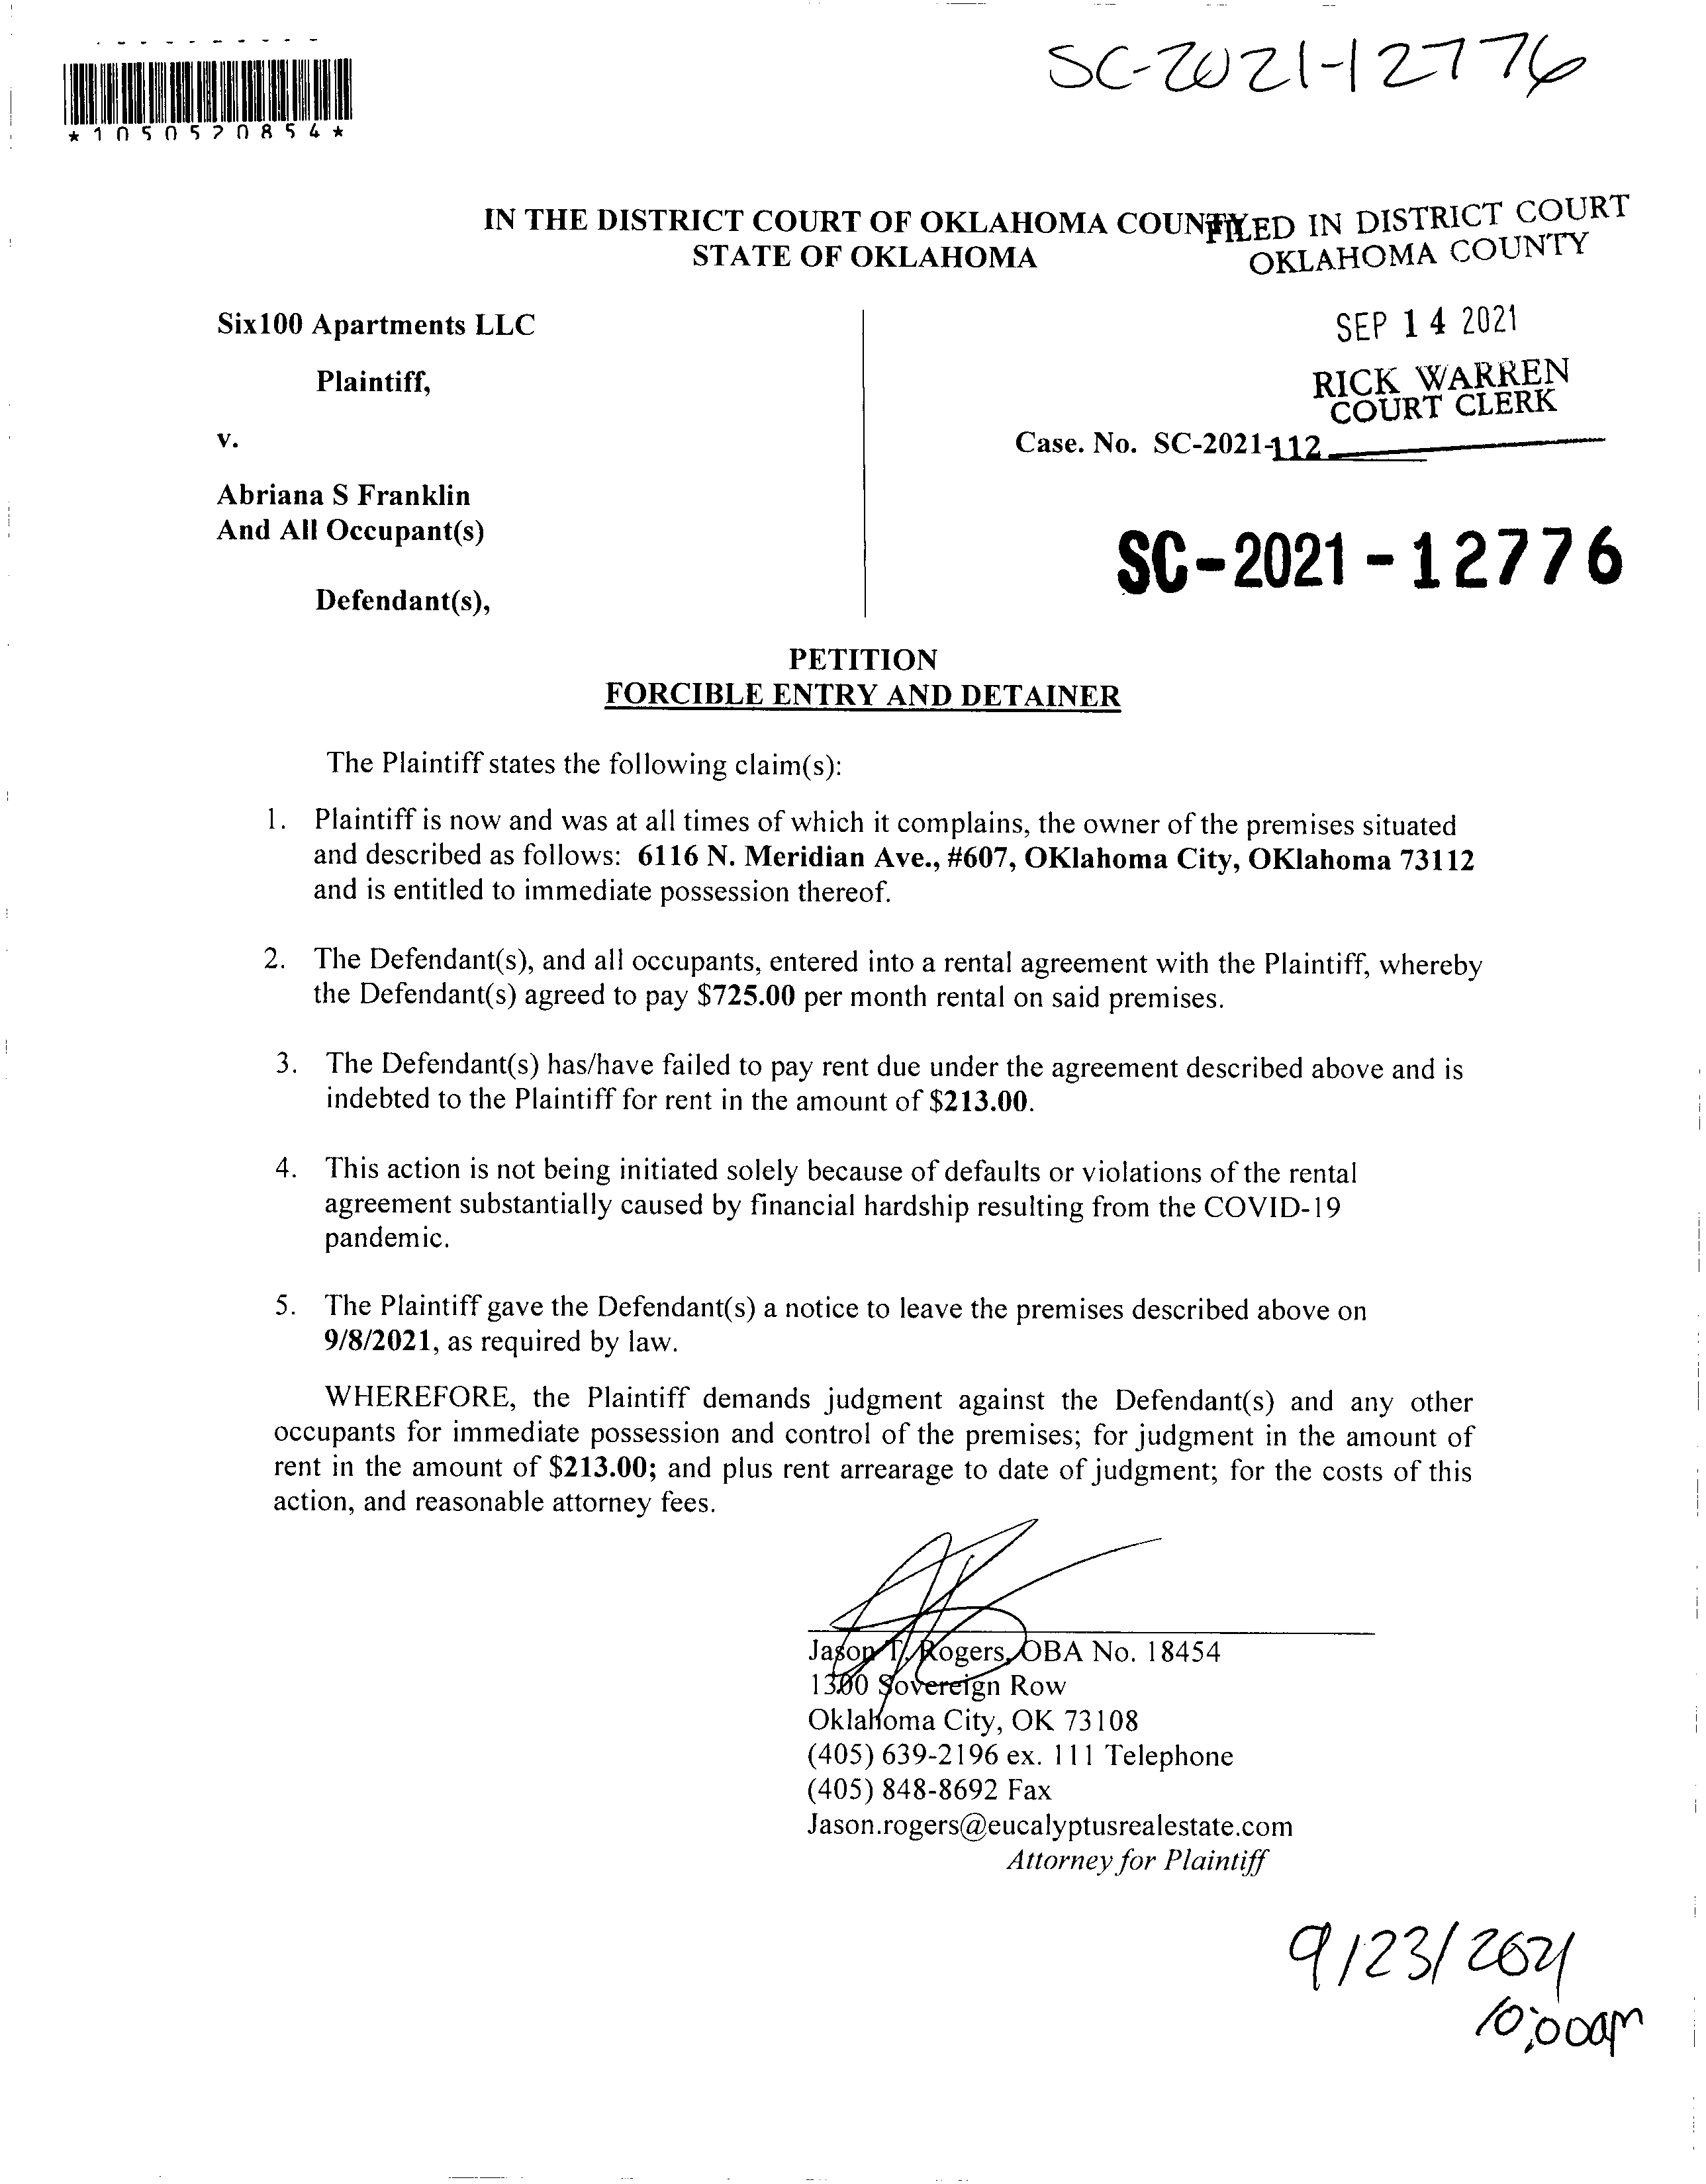 SC-2021-12776
*1050520854*
IN THE DISTRICT COURT OF OKLAHOMA COUNTY
STATE OF OKLAHOMA
FILED IN DISTRICT COURT
OKLAHOMA COUNTY
SEP 14 2021
RICK WARREN
COURT CLERK
Six100 Apartments LLC
Plaintiff,
v.
Case. No. SC-2021-
112
Abriana S Franklin
And All Occupant(s)
SC-2021-12776
Defendant(s),
PETITION
FORCIBLE ENTRY AND DETAINER
The Plaintiff states the following claim(s):
1. Plaintiff is now and was at all times of which it complains, the owner of the premises situated
and described as follows: 6116 N. Meridian Ave., #607, OKlahoma City, OKlahoma 73112
and is entitled to immediate possession thereof.
2. The Defendant(s), and all occupants, entered into a rental agreement with the Plaintiff, whereby
the Defendant(s) agreed to pay $725.00 per month rental on said premises.
3. The Defendant(s) has/have failed to pay rent due under the agreement described above and is
indebted to the Plaintiff for rent in the amount of $213.00.
4. This action is not being initiated solely because of defaults or violations of the rental
agreement substantially caused by financial hardship resulting from the COVID-19
pandemic.
5. The Plaintiff gave the Defendant(s) a notice to leave the premises described above on
9/8/2021, as required by law.
WHEREFORE, the Plaintiff demands judgment against the Defendant(s) and any other
occupants for immediate possession and control of the premises; for judgment in the amount of
rent in the amount of $213.00; and plus rent arrearage to date of judgment; for the costs of this
action, and reasonable attorney fees.
Jason T. Rogers, OBA No. 18454
1300 Sovereign Row
Oklahoma City, OK 73108
(405) 639-2196 ex. 111 Telephone
(405) 848-8692 Fax
Jason.rogers@eucalyptusrealestate.com
Attorney for Plaintiff
9/23/2021
10:00am